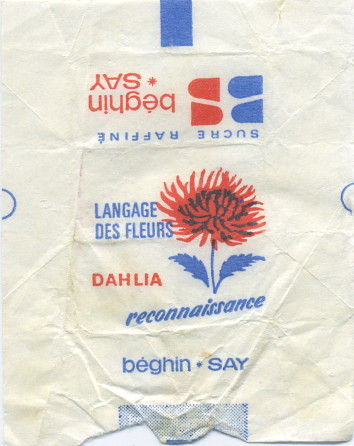 béghin
* SAY
SUCRE RAFFINÉ
LANGAGE
DES FLEURS
DAHLIA
reconnaissance
béghin * SAY